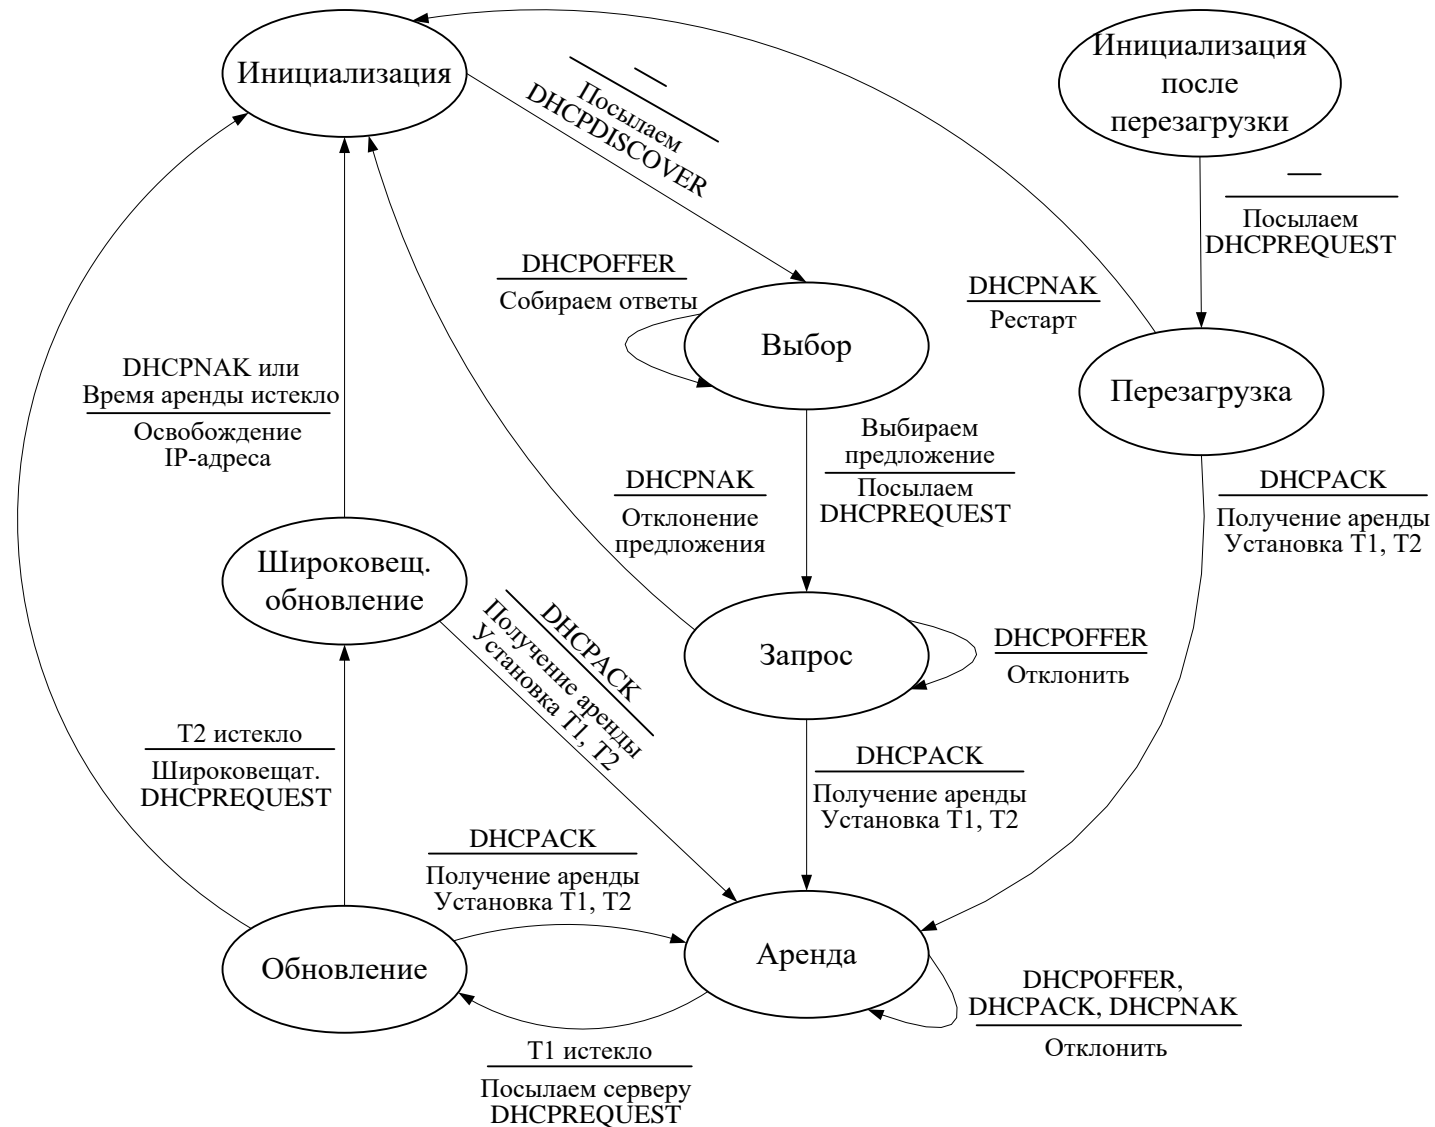 Инициализация
Инициализация
после
перезагрузки
—
Посылаем
DHCPDISCOVER
—
Посылаем
DHCPREQUEST
DHCPOFFER
Собираем ответы
Выбор
DHCPNAK
Рестарт
Перезагрузка
DHCPNAK или
Время аренды истекло
Освобождение
IP-адреса
Выбираем
предложение
Посылаем
DHCPREQUEST
DHCPNAK
Отклонение
предложения
DHCPACK
Получение аренды
Установка T1, T2
Широковещ.
обновление
DHCPACK
Получение аренды
Установка T1, T2
Запрос
DHCPOFFER
Отклонить
T2 истекло
Широковещат.
DHCPREQUEST
DHCPACK
Получение аренды
Установка T1, T2
DHCPACK
Получение аренды
Установка T1, T2
Обновление
Аренда
DHCPOFFER,
DHCPACK, DHCPNAK
Отклонить
T1 истекло
Посылаем серверу
DHCPREQUEST